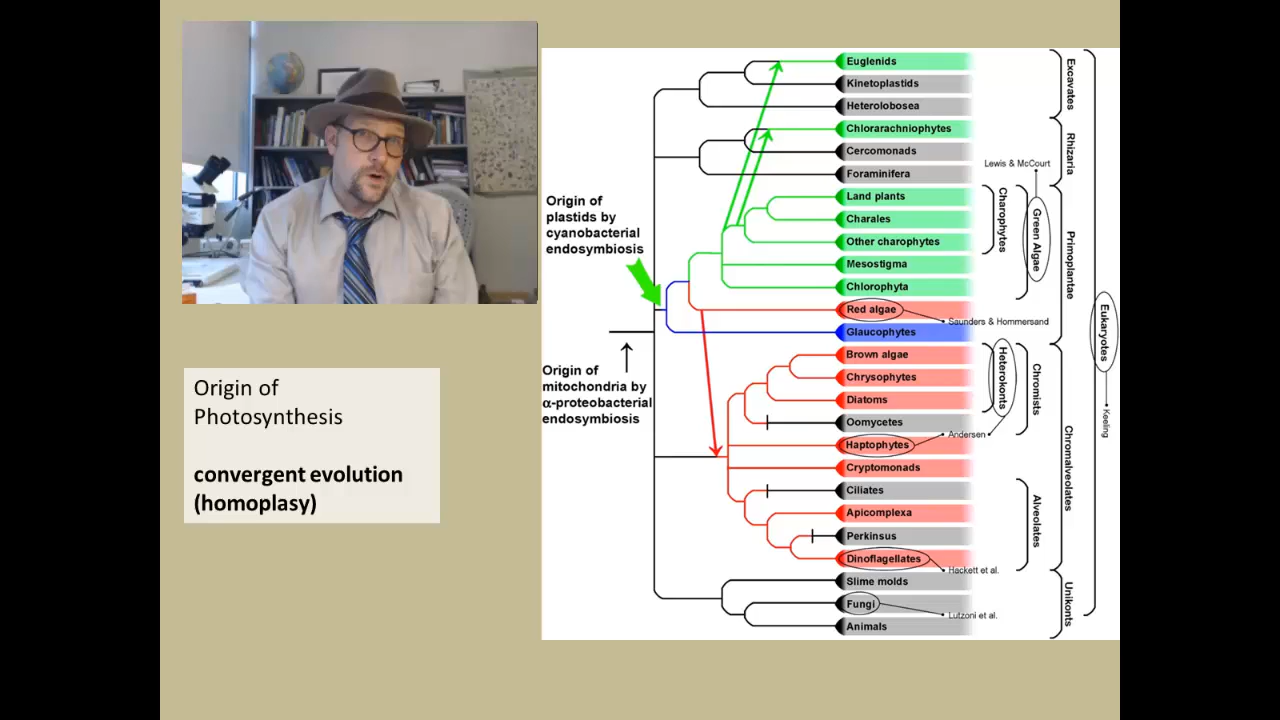 Origin of
Photosynthesis
convergent evolution
(homoplasy)
Origin of
plastids by
cyanobacterial
endosymbiosis
Origin of
mitochondria by
α-proteobacterial
endosymbiosis
Euglenids
Kinetoplastids
Heterolobosea
Chlorarachniophytes
Cercomonads
Foraminifera
Land plants
Charales
Other charophytes
Mesostigma
Chlorophyta
Red algae
Glaucophytes
Brown algae
Chrysophytes
Diatoms
Oomycetes
Haptophytes
Cryptomonads
Ciliates
Apicomplexa
Perkinsus
Dinoflagellates
Slime molds
Fungi
Animals
Lewis & McCourt
Saunders & Hommersand
Andersen
Hackett et al.
Lutzoni et al.
Charophytes
Green Algae
Heterokonts
Chromists
Alveolates
Excavates
Rhizaria
Primoplantae
Chromalveolates
Unikonts
Eukaryotes
Keeling